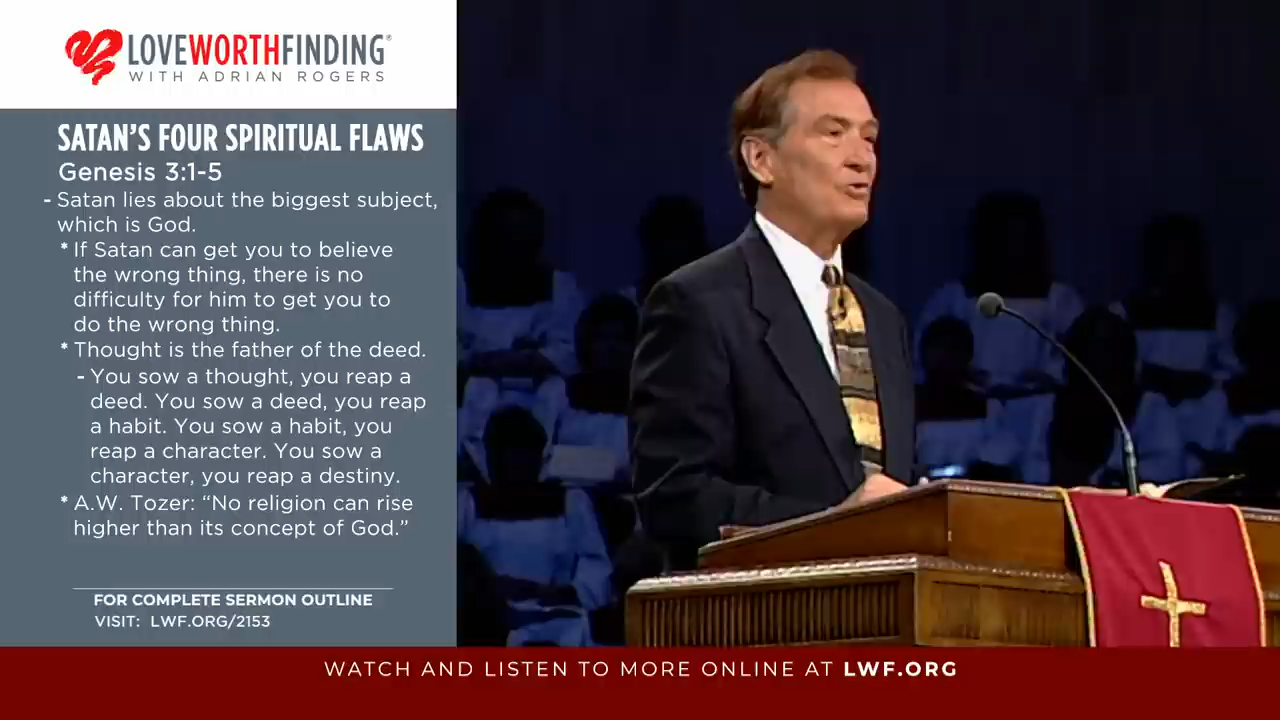 LOVEWORTHFINDING®
WITH ADRIAN ROGERS
SATAN'S FOUR SPIRITUAL FLAWS
Genesis 3:1-5
- Satan lies about the biggest subject,
which is God.
* If Satan can get you to believe
the wrong thing, there is no
difficulty for him to get you to
do the wrong thing.
* Thought is the father of the deed.
- You sow a thought, you reap a
deed. You sow a deed, you reap
a habit. You sow a habit, you
reap a character. You sow a
character, you reap a destiny.
* A.W. Tozer: “No religion can rise
higher than its concept of God.”
FOR COMPLETE SERMON OUTLINE
VISIT: LWF.ORG/2153
WATCH AND LISTEN TO MORE ONLINE AT LWF.ORG